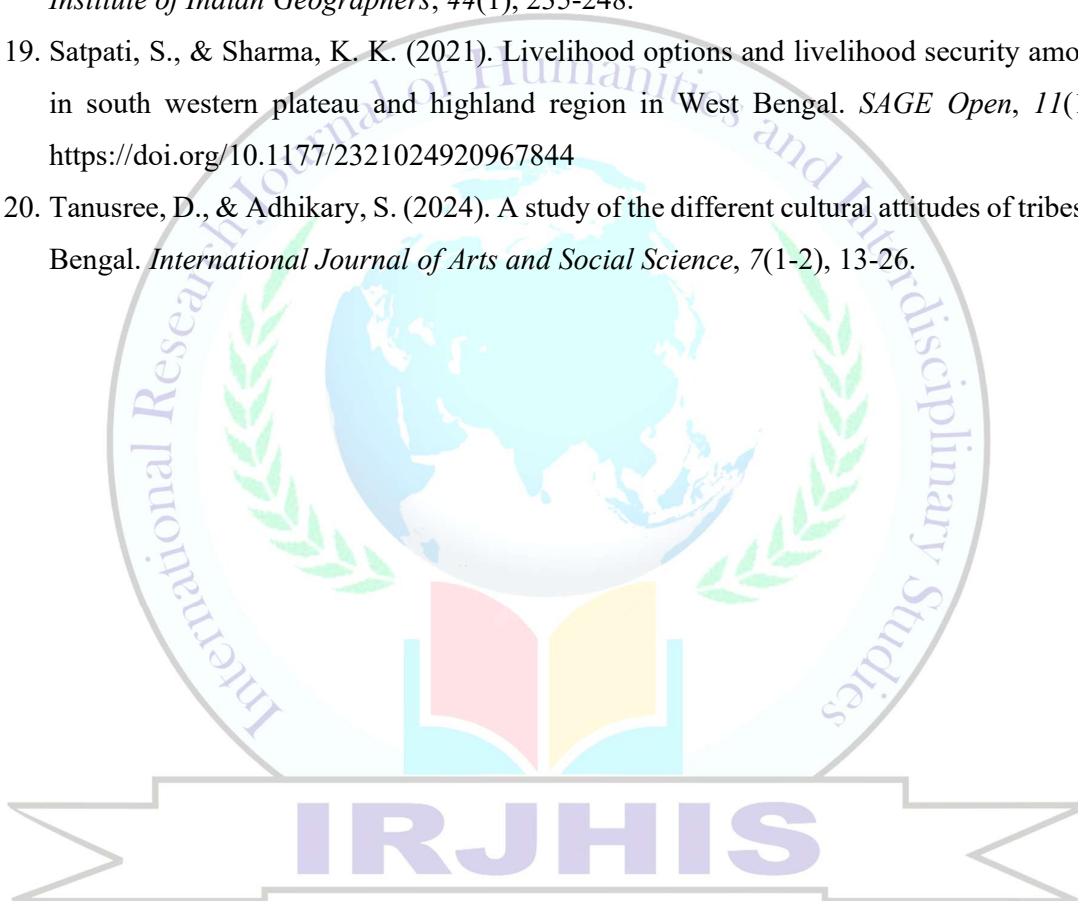 Institute of Indian Geographers, 44(1), 235-248.
19. Satpati, S., & Sharma, K. K. (2021). Livelihood options and livelihood security amo
in south western plateau and highland region in West Bengal. SAGE Open, 11(1
https://doi.org/10.1177/2321024920967844
20. Tanusree, D., & Adhikary, S. (2024). A study of the different cultural attitudes of tribes
Bengal. International Journal of Arts and Social Science, 7(1-2), 13-26.
International Research Journal of Humanities and Interdisciplinary Studies
IRJHIS